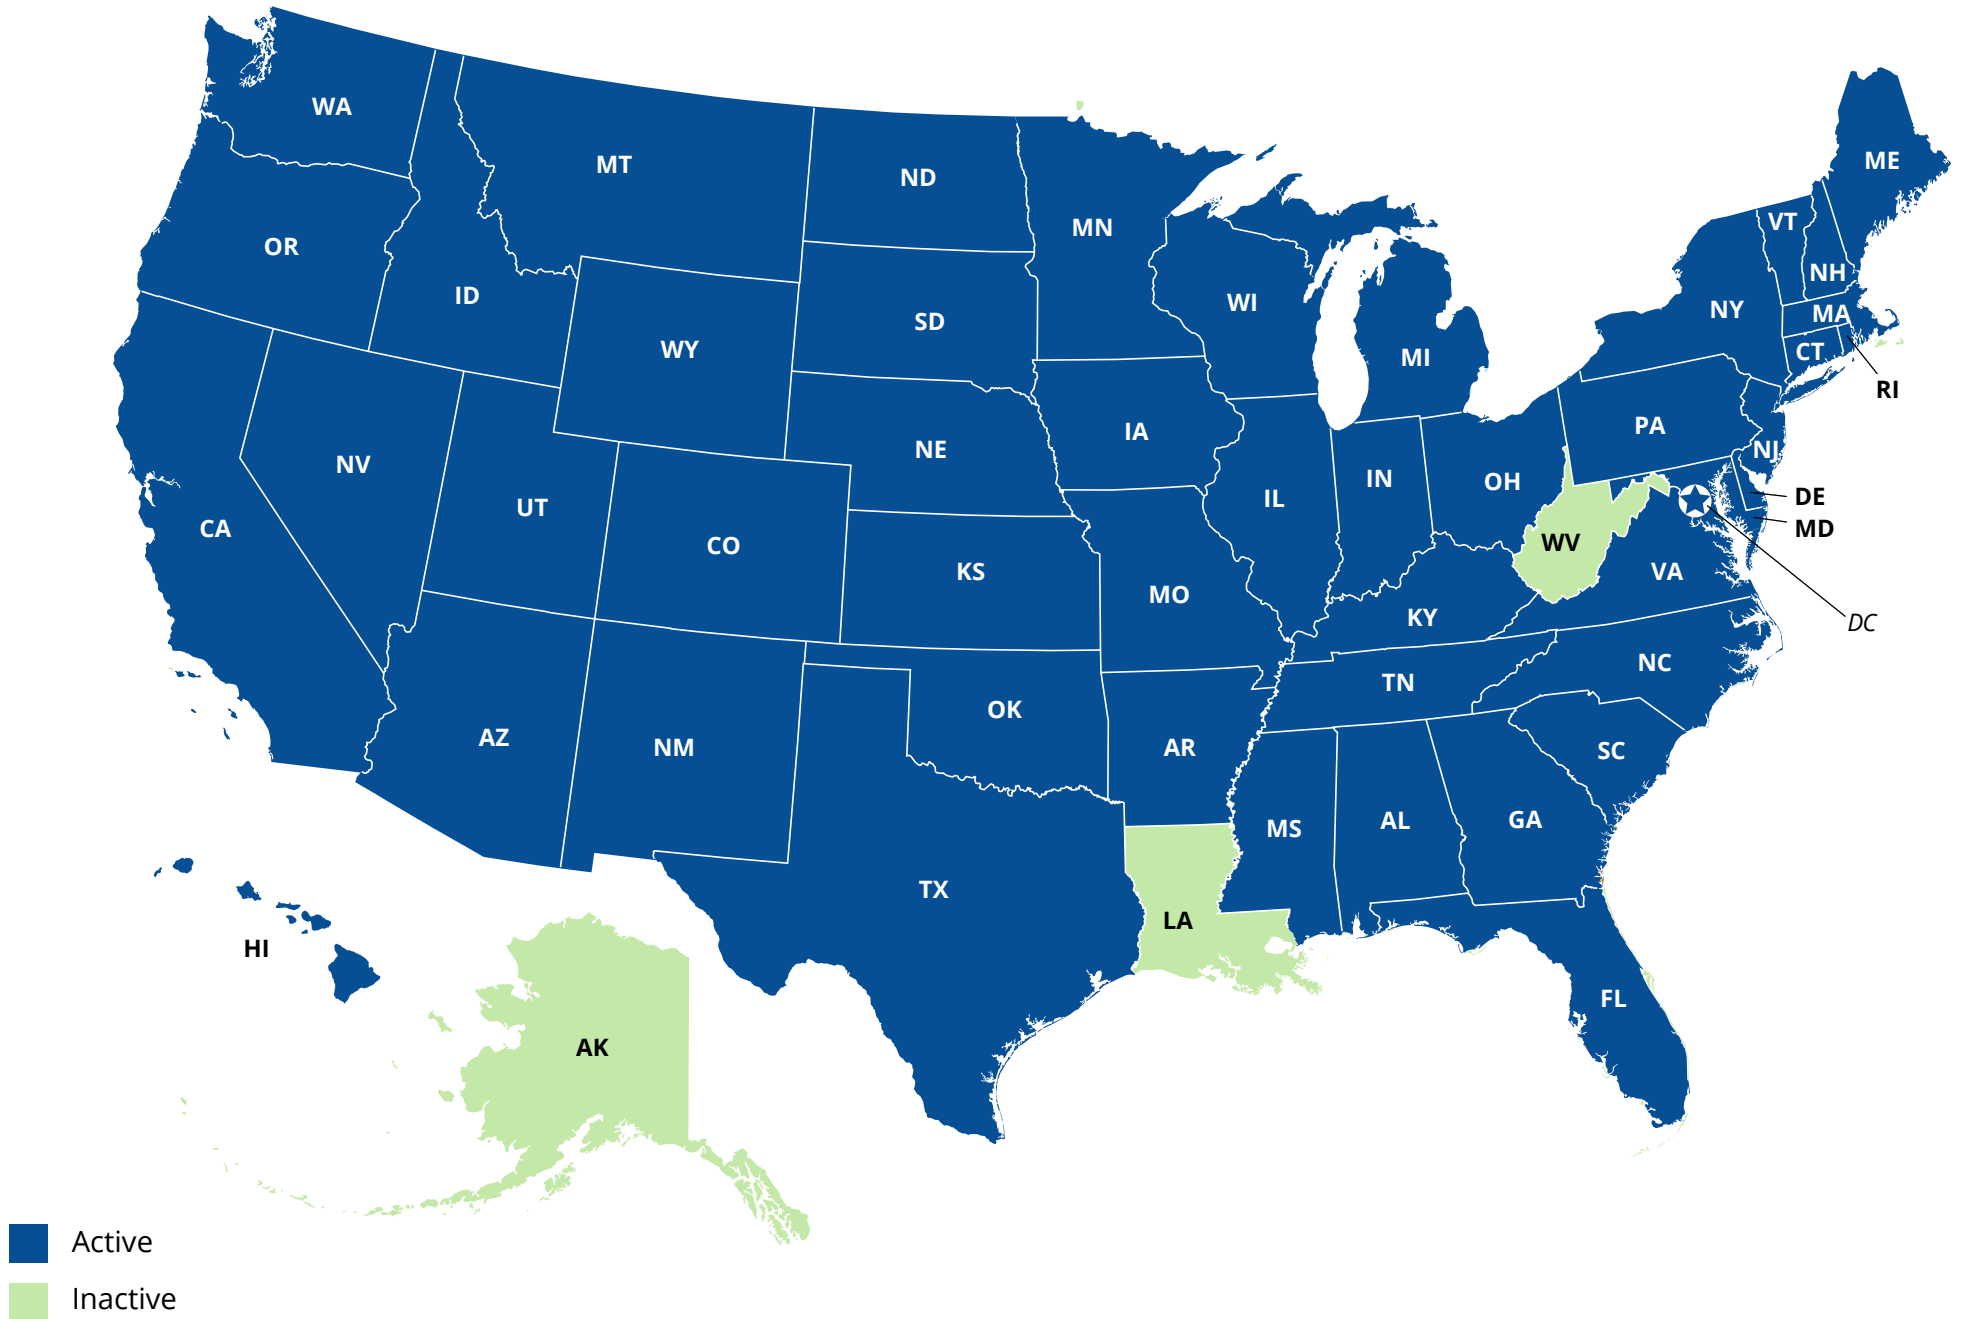 WA
MT
ND
MN
ME
VT
OR
NH
ID
WI
NY
MA
SD
WY
MI
CT
RI
PA
IA
NE
NJ
NV
IN
OH
IL
UT
DE
CA
MD
CO
WV
KS
VA
MO
KY
DC
NC
TN
OK
AZ
NM
AR
SC
GA
AL
MS
TX
LA
HI
FL
AK
Active
Inactive